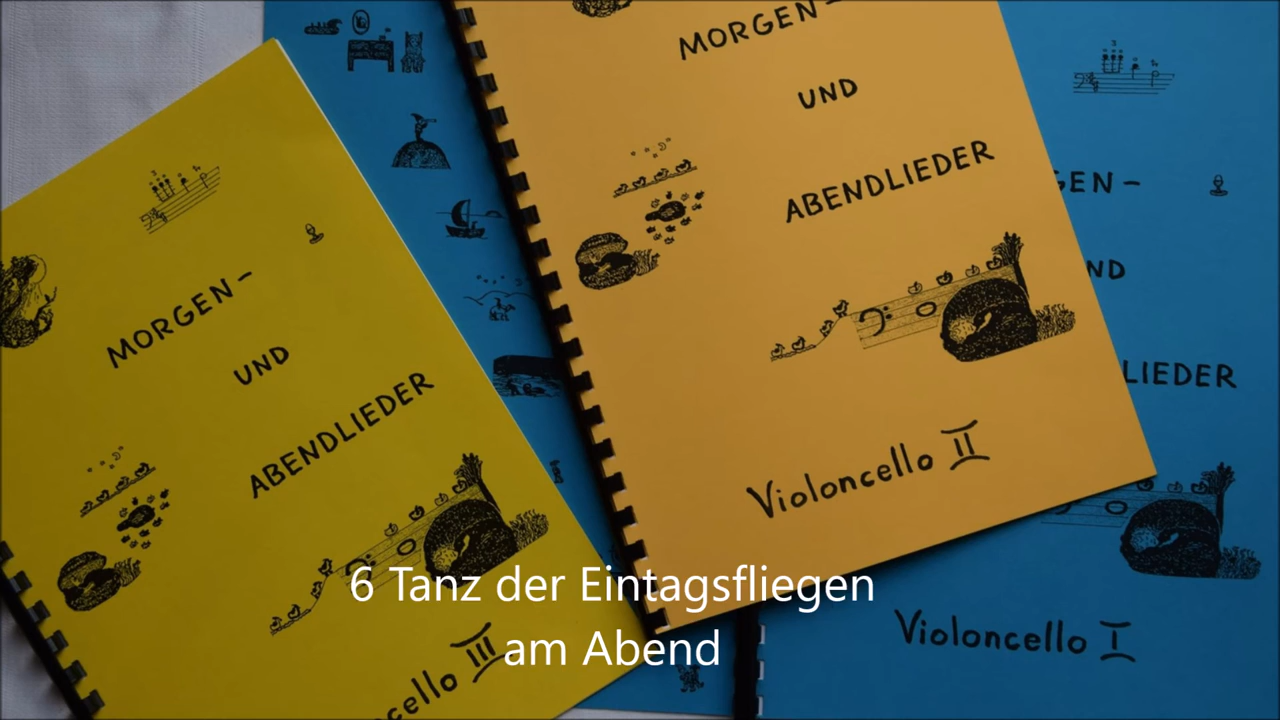 MORGEN-
UND
ABENDLIEDER
Violoncello II
MORGEN-
UND
ABENDLIEDER
cello III
GEN-
ND
LIEDER
Violoncello I
6 Tanz der Eintagsfliegen
am Abend